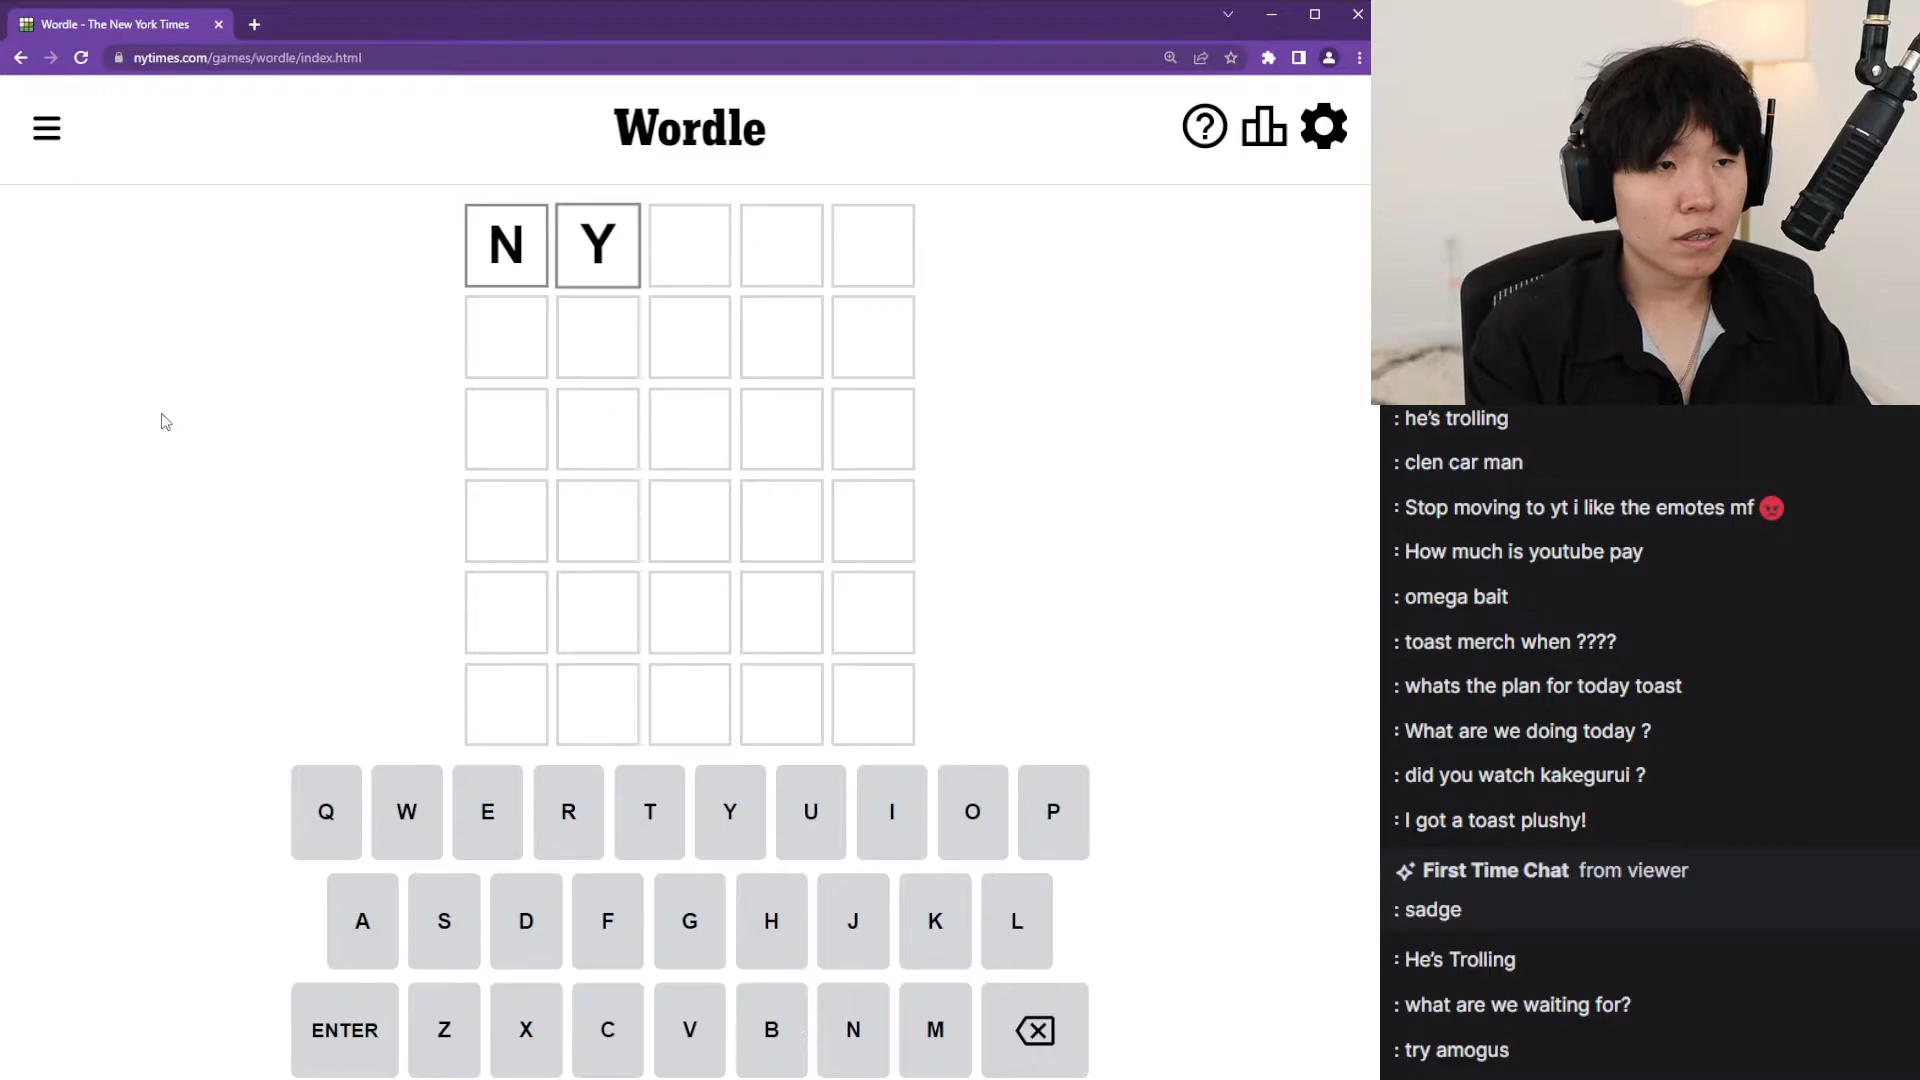 Wordle - The New York Times
nytimes.com/games/wordle/index.html
Wordle
N Y
Q W E R T Y U I O P
A S D F G H J K L
ENTER Z X C V B N M
: he's trolling
: clen car man
: Stop moving to yt i like the emotes mf
: How much is youtube pay
: omega bait
: toast merch when ????
: whats the plan for today toast
: What are we doing today ?
: did you watch kakegurui ?
: I got a toast plushy!
First Time Chat from viewer
: sadge
: He's Trolling
: what are we waiting for?
: try amogus